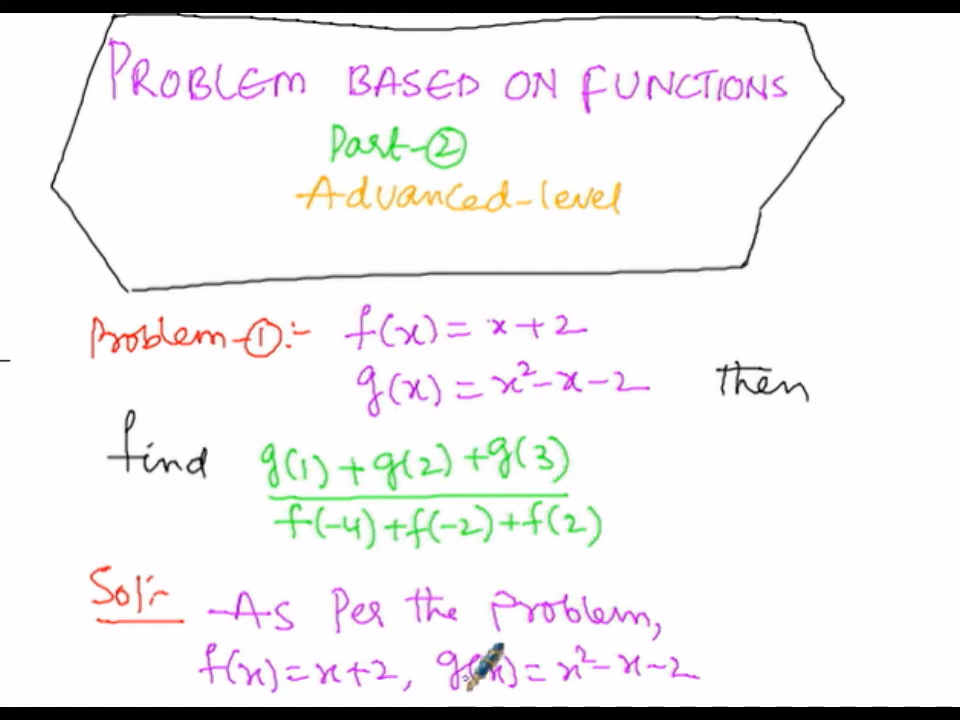 PROBLEM BASED ON FUNCTIONS
Part-②
Advanced-level
Problem-①:- f(x) = x + 2
g(x) = x² - x - 2 then
find g(1) + g(2) + g(3)
f(-4) + f(-2) + f(2)
Sol:- As Per the problem,
f(x) = x + 2, g(x) = x² - x - 2